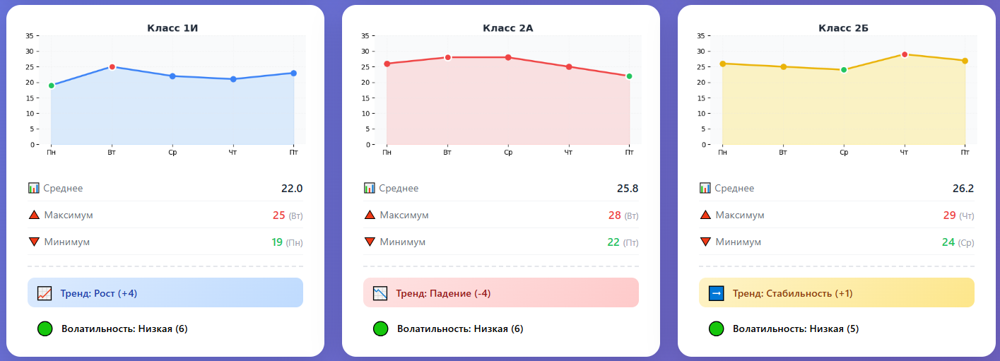 Класс 1И
35
30
25
20
15
10
5
0
Пн Вт Ср Чт Пт
Среднее 22.0
Максимум 25 (Вт)
Минимум 19 (Пн)
Тренд: Рост (+4)
Волатильность: Низкая (6)
Класс 2А
35
30
25
20
15
10
5
0
Пн Вт Ср Чт Пт
Среднее 25.8
Максимум 28 (Вт)
Минимум 22 (Пт)
Тренд: Падение (-4)
Волатильность: Низкая (6)
Класс 2Б
35
30
25
20
15
10
5
0
Пн Вт Ср Чт Пт
Среднее 26.2
Максимум 29 (Чт)
Минимум 24 (Ср)
Тренд: Стабильность (+1)
Волатильность: Низкая (5)